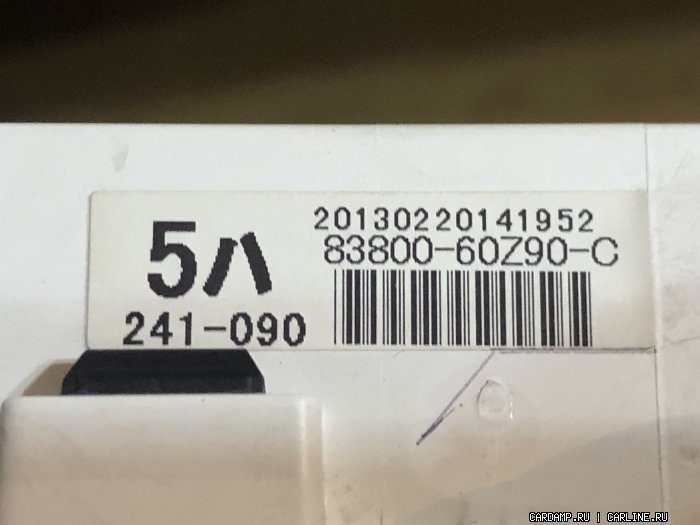 20130220141952
5ハ
83800-60Z90-C
241-090
CARDAMP.RU | CARLINE.RU